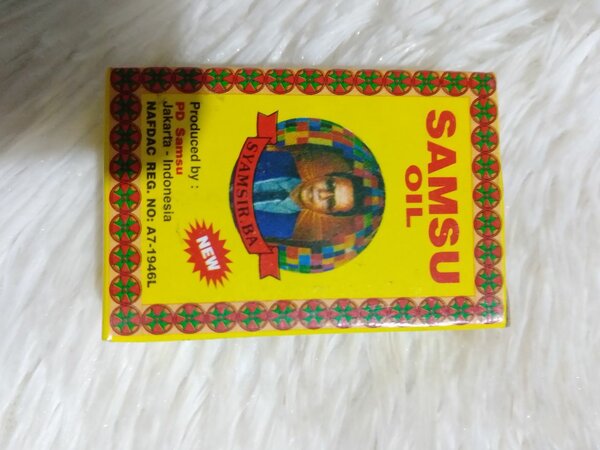 SAMSU
OIL
SYAMSIR BA
NEW
Produced by :
PD Samsu
Jakarta - Indonesia
NAFDAC REG. NO: A7-1946L